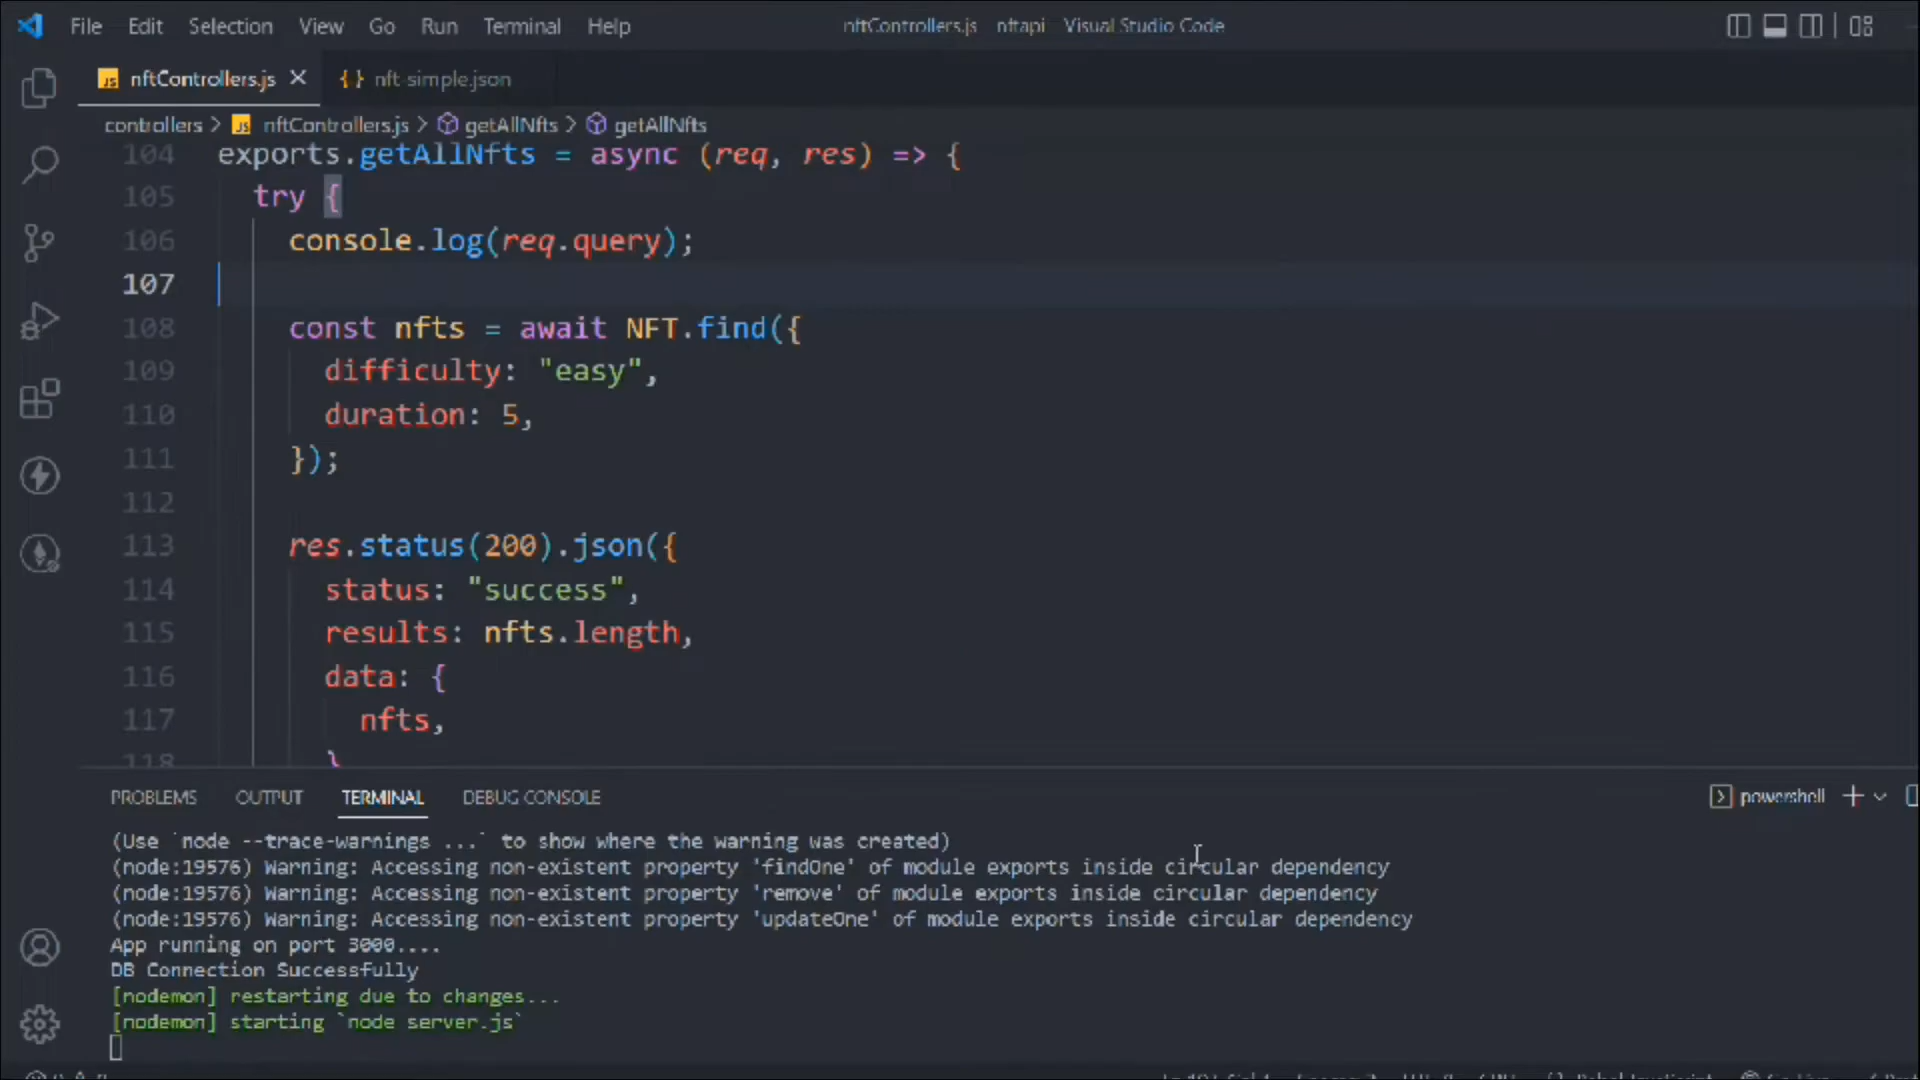 File Edit Selection View Go Run Terminal Help nftControllers.js nftapi Visual Studio Code
nftControllers.js nft-simple.json
controllers > nftControllers.js > getAllNfts > getAllNfts
104 exports.getAllNfts = async (req, res) => {
105 try {
106 console.log(req.query);
107
108 const nfts = await NFT.find({
109 difficulty: "easy",
110 duration: 5,
111 });
112
113 res.status(200).json({
114 status: "success",
115 results: nfts.length,
116 data: {
117 nfts,
118 }
PROBLEMS OUTPUT TERMINAL DEBUG CONSOLE powershell
(Use `node --trace-warnings ...` to show where the warning was created)
(node:19576) Warning: Accessing non-existent property 'findOne' of module exports inside circular dependency
(node:19576) Warning: Accessing non-existent property 'remove' of module exports inside circular dependency
(node:19576) Warning: Accessing non-existent property 'updateOne' of module exports inside circular dependency
App running on port 3000....
DB Connection Successfully
[nodemon] restarting due to changes...
[nodemon] starting `node server.js`